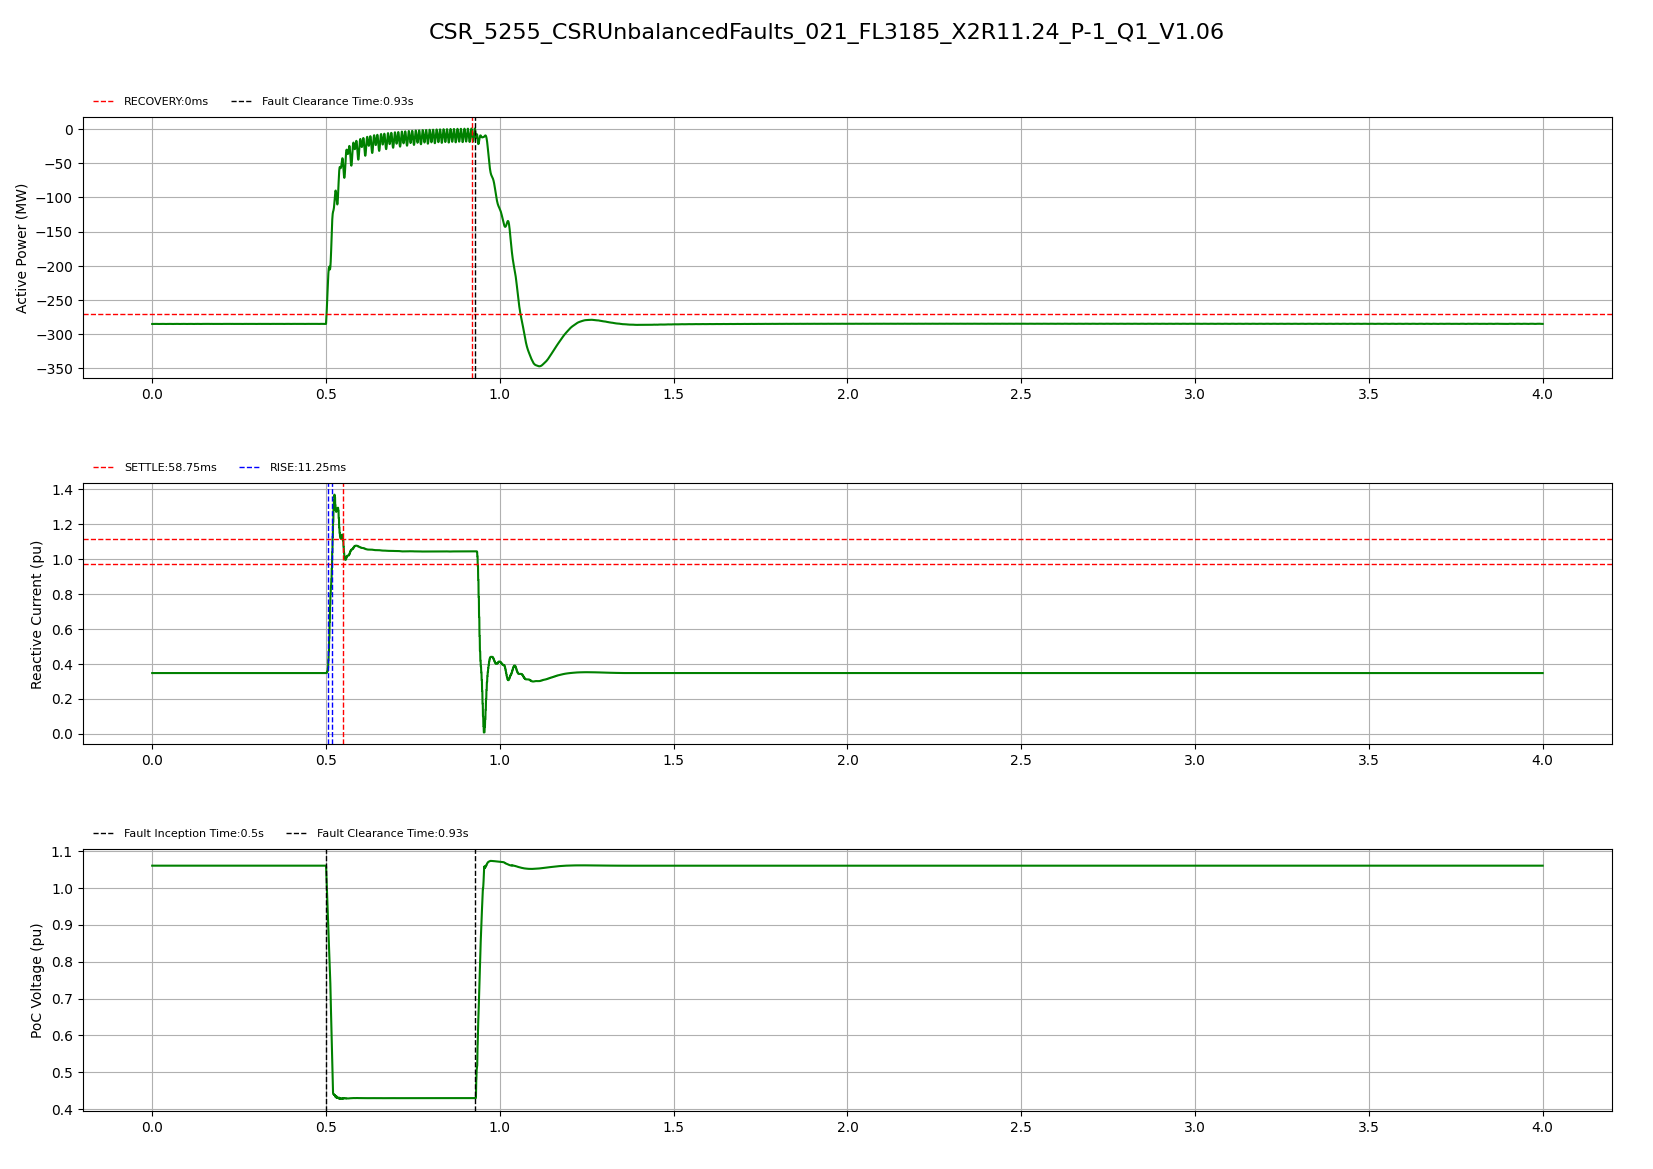 CSR_5255_CSRUnbalancedFaults_021_FL3185_X2R11.24_P-1_Q1_V1.06
RECOVERY:0ms Fault Clearance Time:0.93s
Active Power (MW)
0
−50
−100
−150
−200
−250
−300
−350
0.0 0.5 1.0 1.5 2.0 2.5 3.0 3.5 4.0
SETTLE:58.75ms RISE:11.25ms
Reactive Current (pu)
1.4
1.2
1.0
0.8
0.6
0.4
0.2
0.0
0.0 0.5 1.0 1.5 2.0 2.5 3.0 3.5 4.0
Fault Inception Time:0.5s Fault Clearance Time:0.93s
PoC Voltage (pu)
1.1
1.0
0.9
0.8
0.7
0.6
0.5
0.4
0.0 0.5 1.0 1.5 2.0 2.5 3.0 3.5 4.0